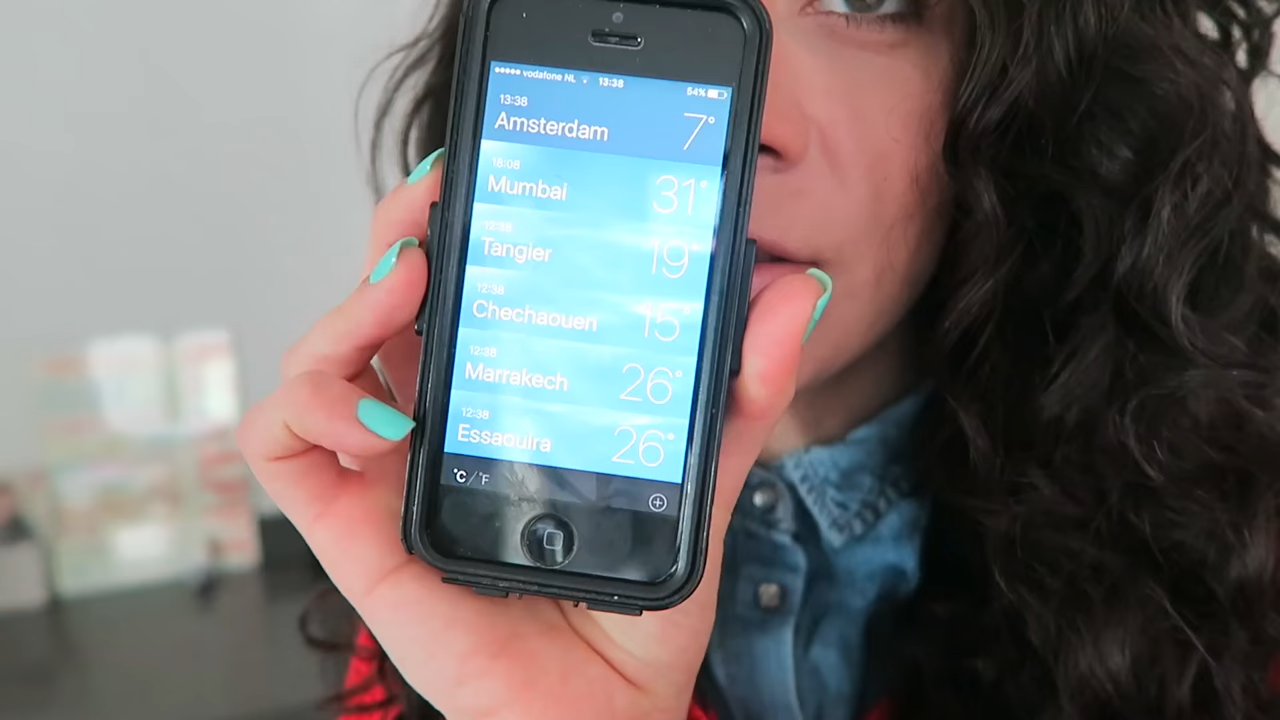 vodafone NL 13:38 54%
13:38
Amsterdam 7°
18:08
Mumbai 31°
12:38
Tangier 19°
12:38
Chechaouen 15°
12:38
Marrakech 26°
12:38
Essaouira 26°
°C / °F